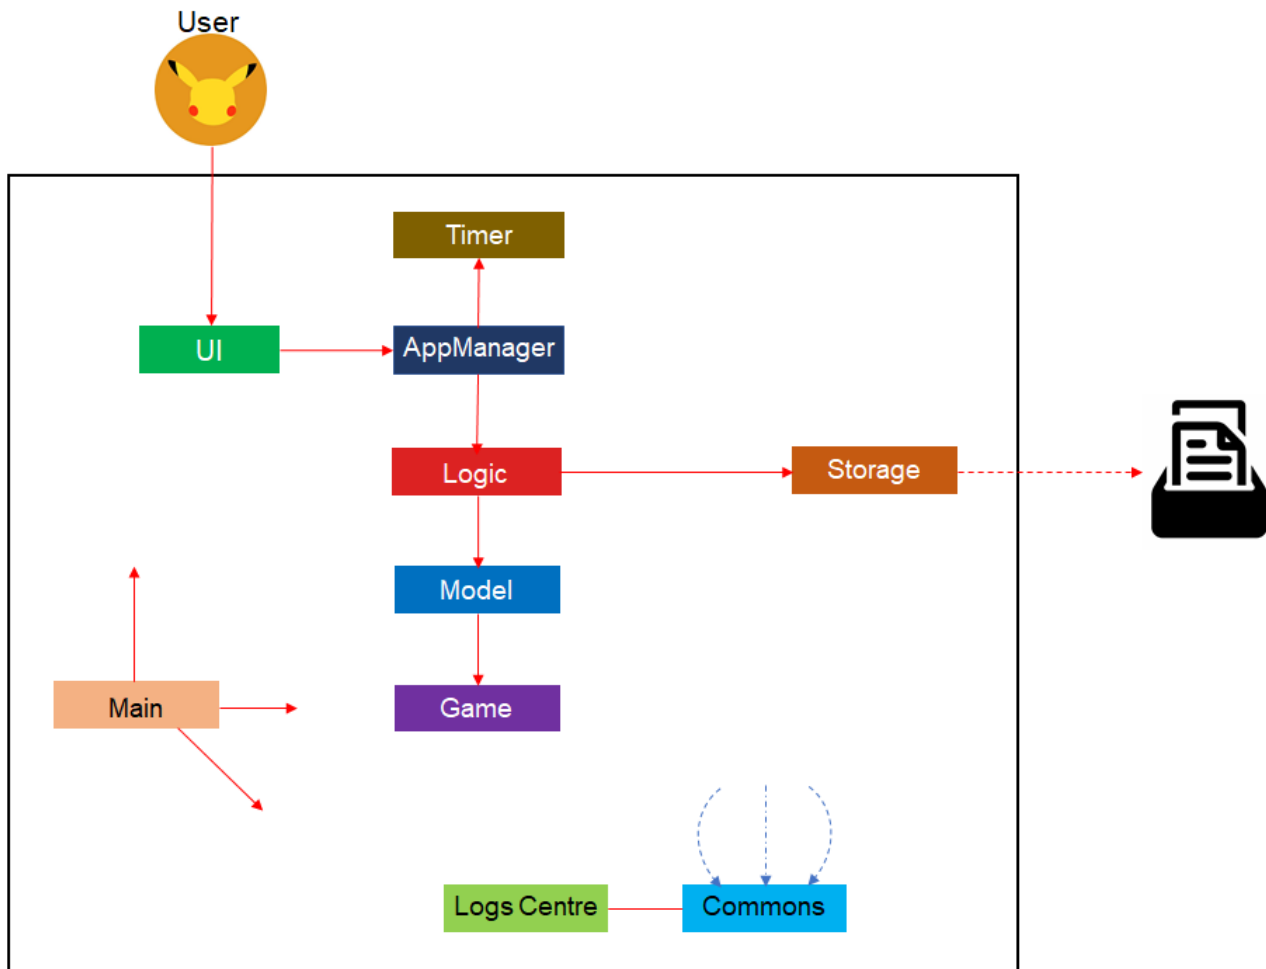 User
Timer
UI
AppManager
Logic
Storage
Model
Main
Game
Logs Centre
Commons